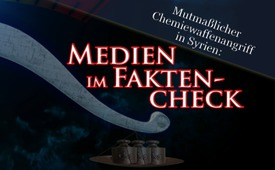 Mutmaßlicher
Chemiewaffenangriff
in Syrien:
MEDIEN
IM FAKTEN-
CHECK